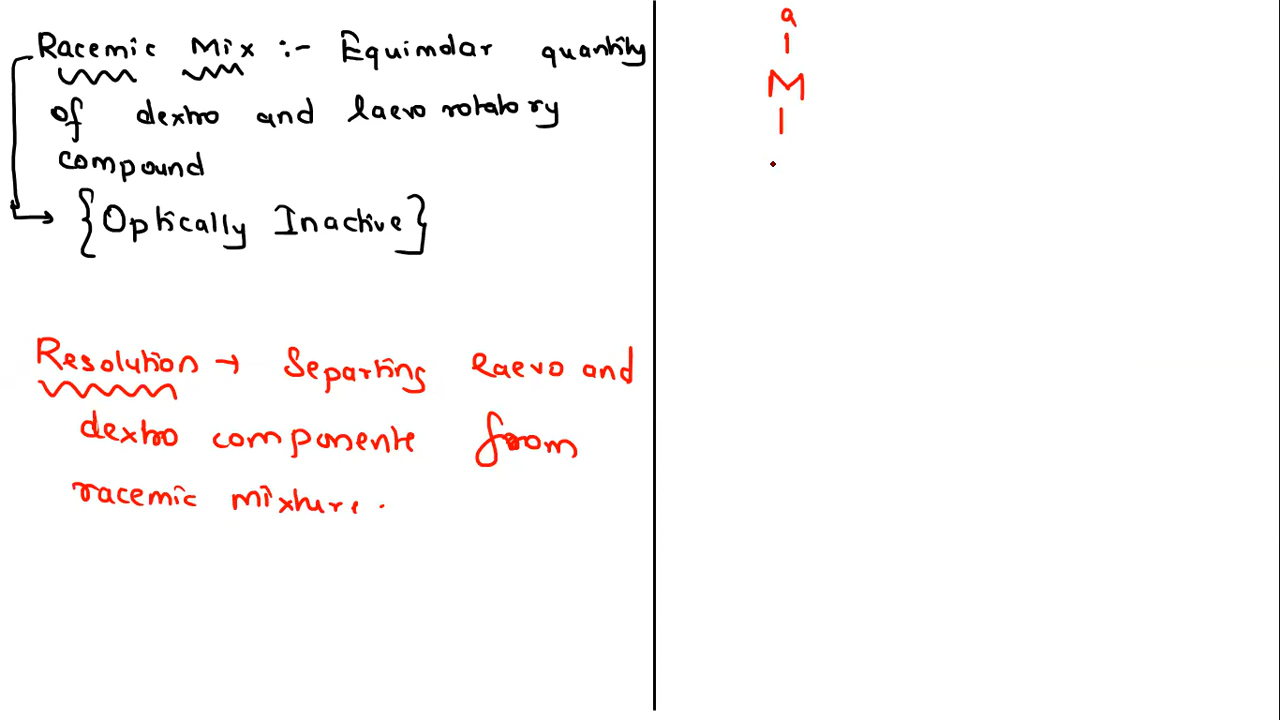 Racemic Mix :- Equimolar quantity
of dextro and laevo rotatory
compound
{Optically Inactive}
Resolution → Separting laevo and
dextro componente from
racemic mixture.
a
M